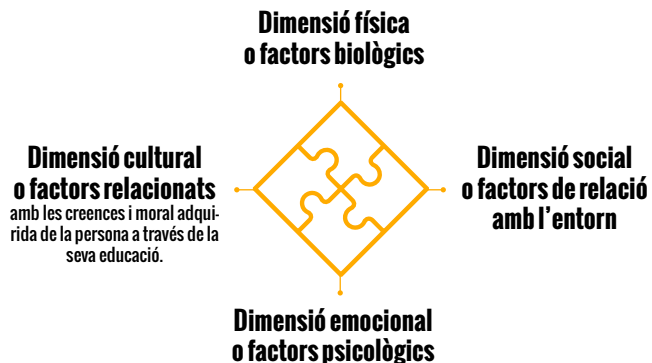 Dimensió física
o factors biològics
Dimensió cultural
o factors relacionats
amb les creences i moral adqui-
rida de la persona a través de la
seva educació.
Dimensió social
o factors de relació
amb l'entorn
Dimensió emocional
o factors psicològics